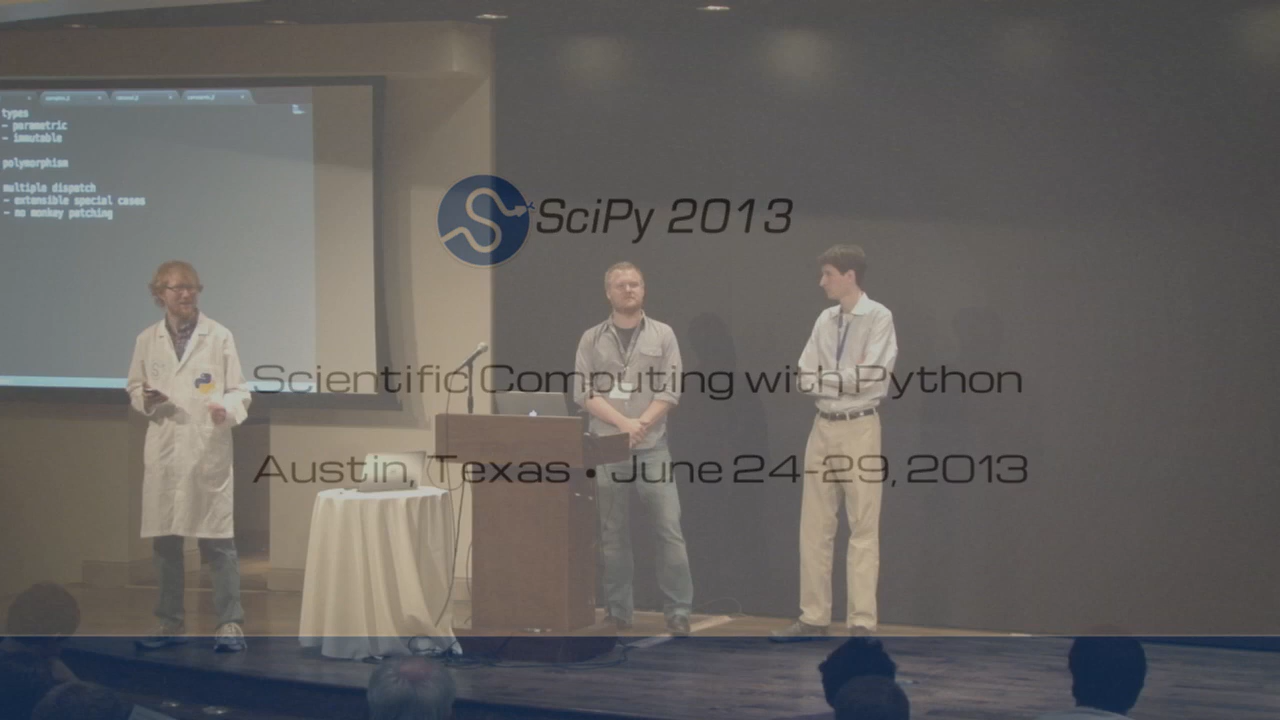 types
- parametric
- immutable
polymorphism
multiple dispatch
- extensible special cases
- no monkey patching
SciPy 2013
Scientific Computing with Python
Austin, Texas • June 24-29, 2013